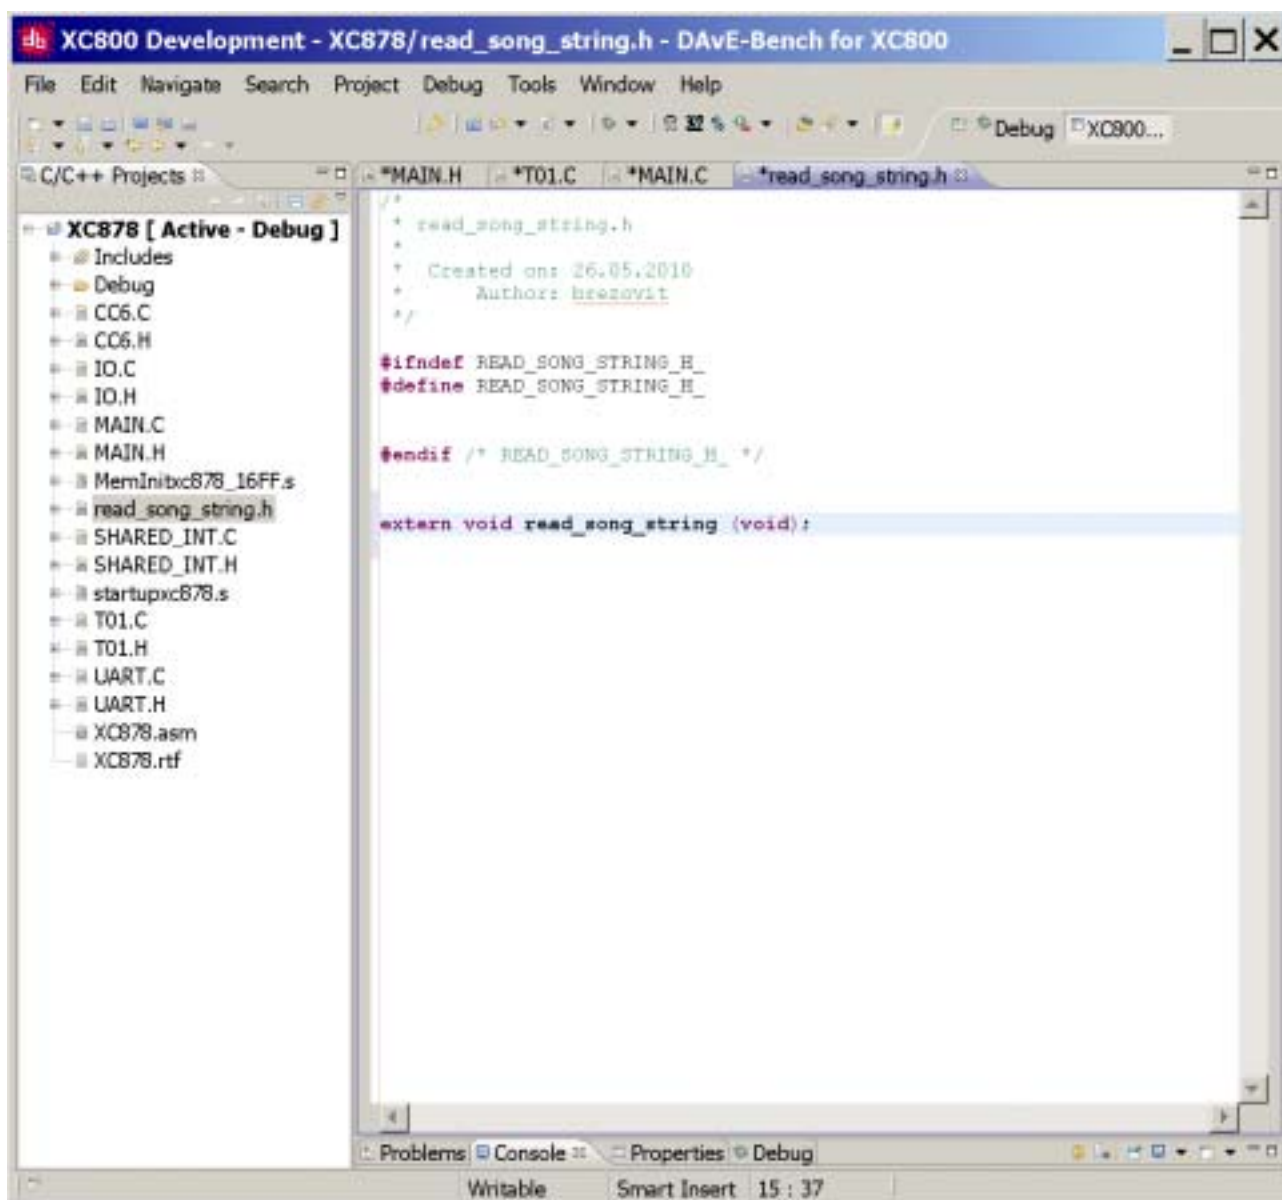 XC800 Development - XC878/read_song_string.h - DAvE-Bench for XC800
File Edit Navigate Search Project Debug Tools Window Help
Debug XC800...
C/C++ Projects
*MAIN.H *T01.C *MAIN.C *read_song_string.h
XC878 [ Active - Debug ]
Includes
Debug
CC6.C
CC6.H
IO.C
IO.H
MAIN.C
MAIN.H
MemInitxc878_16FF.s
read_song_string.h
SHARED_INT.C
SHARED_INT.H
startupxc878.s
T01.C
T01.H
UART.C
UART.H
XC878.asm
XC878.rtf
/*
* read_song_string.h
*
* Created on: 26.05.2010
* Author: brezovit
*/
#ifndef READ_SONG_STRING_H_
#define READ_SONG_STRING_H_
#endif /* READ_SONG_STRING_H_ */
extern void read_song_string (void);
Problems Console Properties Debug
Writable Smart Insert 15 : 37